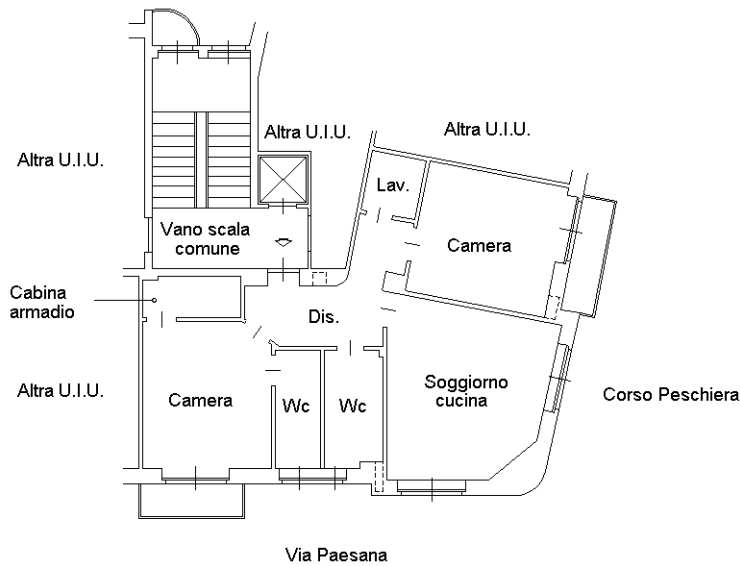 Altra U.I.U.
Altra U.I.U.
Altra U.I.U.
Lav.
Vano scala
comune
Camera
Cabina
armadio
Dis.
Altra U.I.U.
Camera
Wc
Wc
Soggiorno
cucina
Corso Peschiera
Via Paesana